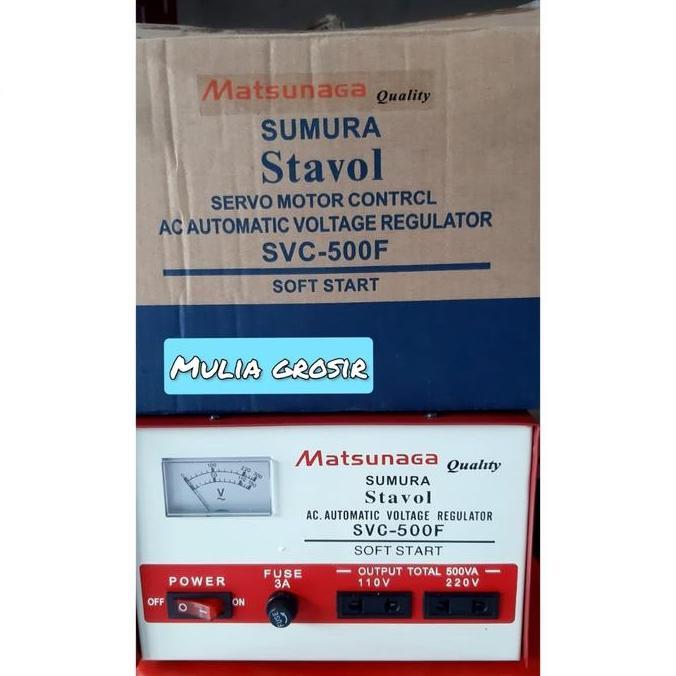 Matsunaga Quality
SUMURA
Stavol
SERVO MOTOR CONTRCL
AC AUTOMATIC VOLTAGE REGULATOR
SVC-500F
SOFT START
MULIA GROSIR
Matsunaga Quality
SUMURA
Stavol
AC. AUTOMATIC VOLTAGE REGULATOR
SVC-500F
SOFT START
V
POWER
OFF ON
FUSE
3A
OUTPUT TOTAL 500VA
110V 220V
FUSE